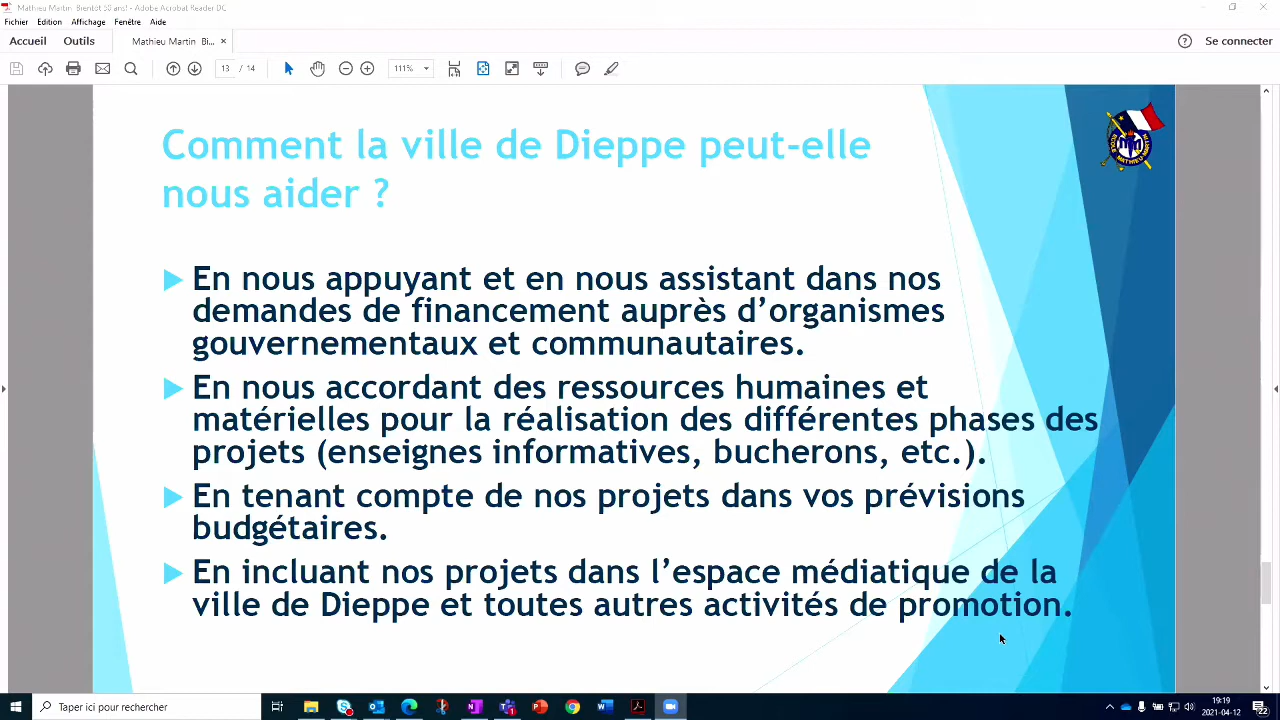 Mathieu Martin Bientôt 50 ans! - Adobe Acrobat Reader DC
Fichier Edition Affichage Fenêtre Aide
Accueil Outils Mathieu Martin Bi... × Se connecter
13 / 14 111%
Comment la ville de Dieppe peut-elle
nous aider ?
En nous appuyant et en nous assistant dans nos
demandes de financement auprès d’organismes
gouvernementaux et communautaires.
En nous accordant des ressources humaines et
matérielles pour la réalisation des différentes phases des
projets (enseignes informatives, bucherons, etc.).
En tenant compte de nos projets dans vos prévisions
budgétaires.
En incluant nos projets dans l’espace médiatique de la
ville de Dieppe et toutes autres activités de promotion.
Taper ici pour rechercher
19:19
2021-04-12
22